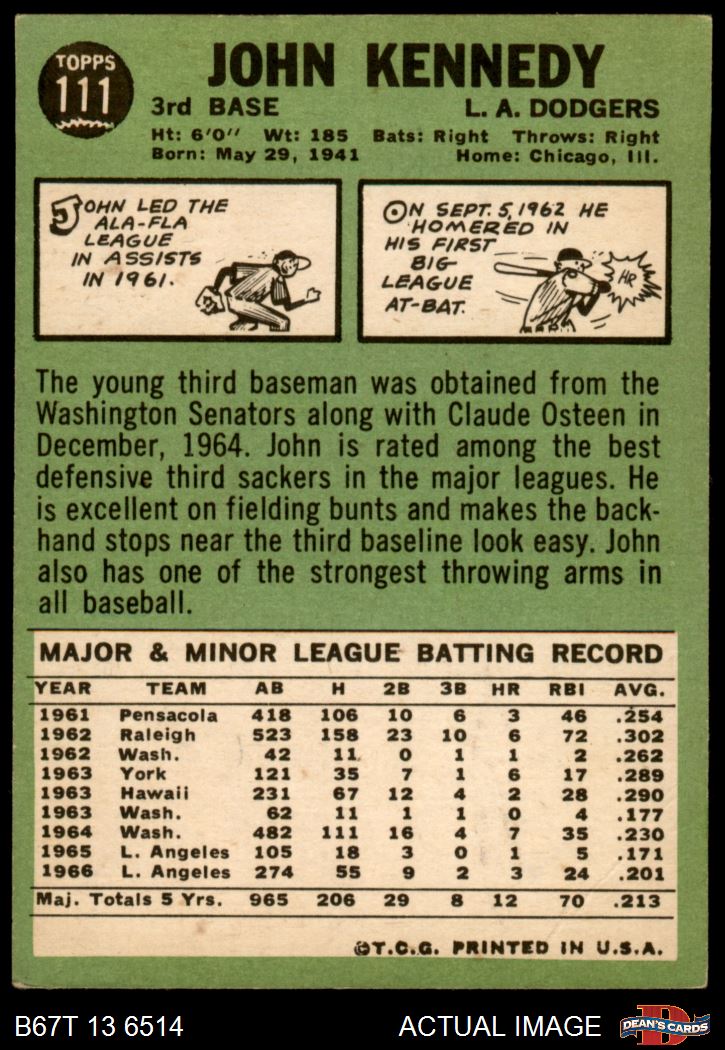 TOPPS
111
JOHN KENNEDY
3rd BASE L. A. DODGERS
Ht: 6'0" Wt: 185 Bats: Right Throws: Right
Born: May 29, 1941 Home: Chicago, Ill.
JOHN LED THE
ALA-FLA
LEAGUE
IN ASSISTS
IN 1961.
ON SEPT. 5, 1962 HE
HOMERED IN
HIS FIRST
BIG
LEAGUE
AT-BAT.
HR
The young third baseman was obtained from the
Washington Senators along with Claude Osteen in
December, 1964. John is rated among the best
defensive third sackers in the major leagues. He
is excellent on fielding bunts and makes the back-
hand stops near the third baseline look easy. John
also has one of the strongest throwing arms in
all baseball.
MAJOR & MINOR LEAGUE BATTING RECORD
YEAR TEAM AB H 2B 3B HR RBI AVG.
1961 Pensacola 418 106 10 6 3 46 .254
1962 Raleigh 523 158 23 10 6 72 .302
1962 Wash. 42 11 0 1 1 2 .262
1963 York 121 35 7 1 6 17 .289
1963 Hawaii 231 67 12 4 2 28 .290
1963 Wash. 62 11 1 1 0 4 .177
1964 Wash. 482 111 16 4 7 35 .230
1965 L. Angeles 105 18 3 0 1 5 .171
1966 L. Angeles 274 55 9 2 3 24 .201
Maj. Totals 5 Yrs. 965 206 29 8 12 70 .213
©T.C.G. PRINTED IN U.S.A.
B67T 13 6514 ACTUAL IMAGE
D
DEAN'S CARDS